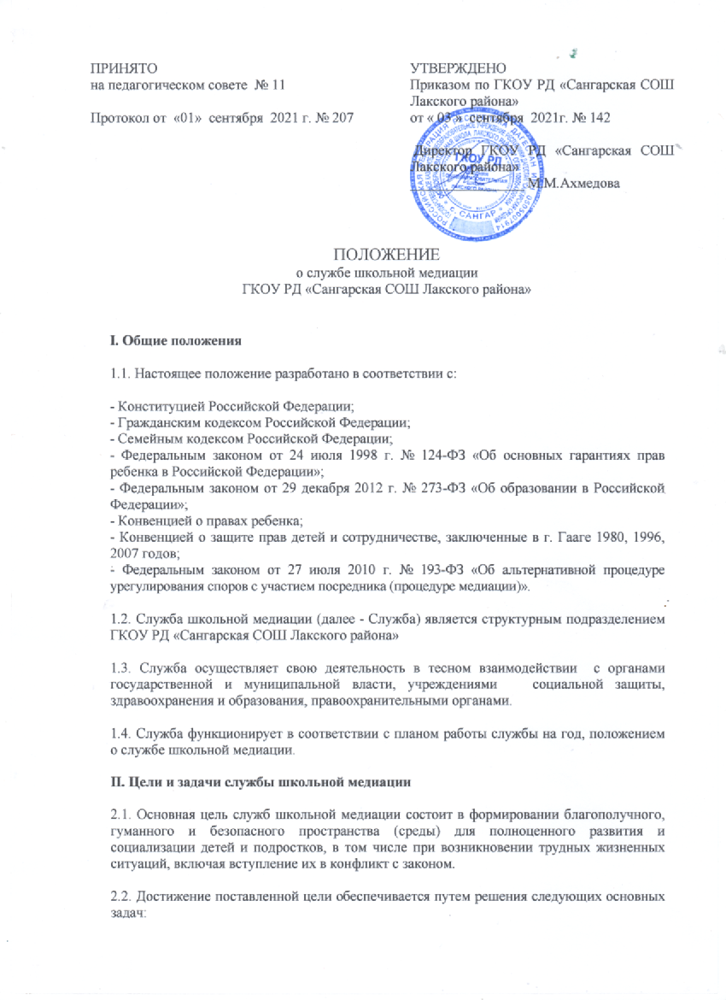 ПРИНЯТО
на педагогическом совете № 11
Протокол от «01» сентября 2021 г. № 207
УТВЕРЖДЕНО
Приказом по ГКОУ РД «Сангарская СОШ
Лакского района»
от « 03 » сентября 2021г. № 142
Директор ГКОУ РД «Сангарская СОШ
Лакского района»
М.М.Ахмедова
РОССИЙСКАЯ ФЕДЕРАЦИЯ РЕСПУБЛИКА ДАГЕСТАН
ГКОУ РД
с. САНГАР
ПОЛОЖЕНИЕ
о службе школьной медиации
ГКОУ РД «Сангарская СОШ Лакского района»
I. Общие положения
1.1. Настоящее положение разработано в соответствии с:
- Конституцией Российской Федерации;
- Гражданским кодексом Российской Федерации;
- Семейным кодексом Российской Федерации;
- Федеральным законом от 24 июля 1998 г. № 124-ФЗ «Об основных гарантиях прав
ребенка в Российской Федерации»;
- Федеральным законом от 29 декабря 2012 г. № 273-ФЗ «Об образовании в Российской
Федерации»;
- Конвенцией о правах ребенка;
- Конвенцией о защите прав детей и сотрудничестве, заключенные в г. Гааге 1980, 1996,
2007 годов;
- Федеральным законом от 27 июля 2010 г. № 193-ФЗ «Об альтернативной процедуре
урегулирования споров с участием посредника (процедуре медиации)».
1.2. Служба школьной медиации (далее - Служба) является структурным подразделением
ГКОУ РД «Сангарская СОШ Лакского района»
1.3. Служба осуществляет свою деятельность в тесном взаимодействии с органами
государственной и муниципальной власти, учреждениями социальной защиты,
здравоохранения и образования, правоохранительными органами.
1.4. Служба функционирует в соответствии с планом работы службы на год, положением
о службе школьной медиации.
II. Цели и задачи службы школьной медиации
2.1. Основная цель служб школьной медиации состоит в формировании благополучного,
гуманного и безопасного пространства (среды) для полноценного развития и
социализации детей и подростков, в том числе при возникновении трудных жизненных
ситуаций, включая вступление их в конфликт с законом.
2.2. Достижение поставленной цели обеспечивается путем решения следующих основных
задач: